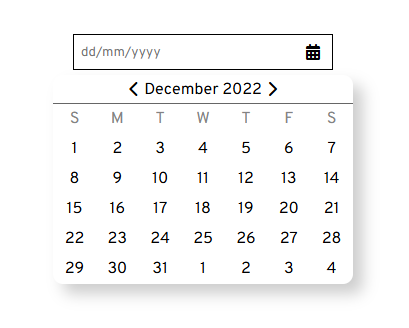 dd/mm/yyyy
December 2022
S M T W T F S
1 2 3 4 5 6 7
8 9 10 11 12 13 14
15 16 17 18 19 20 21
22 23 24 25 26 27 28
29 30 31 1 2 3 4